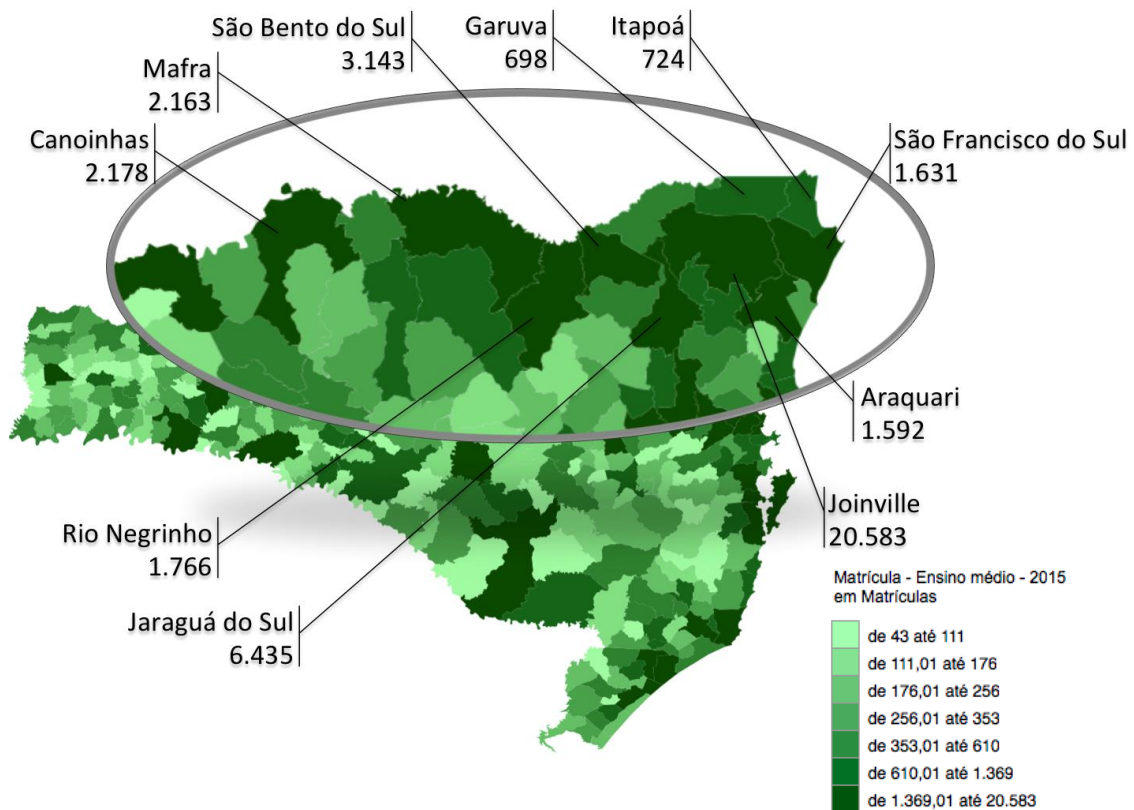 São Bento do Sul
3.143
Garuva
698
Itapoá
724
Mafra
2.163
Canoinhas
2.178
São Francisco do Sul
1.631
Araquari
1.592
Joinville
20.583
Rio Negrinho
1.766
Jaraguá do Sul
6.435
Matrícula - Ensino médio - 2015
em Matrículas
de 43 até 111
de 111,01 até 176
de 176,01 até 256
de 256,01 até 353
de 353,01 até 610
de 610,01 até 1.369
de 1.369,01 até 20.583